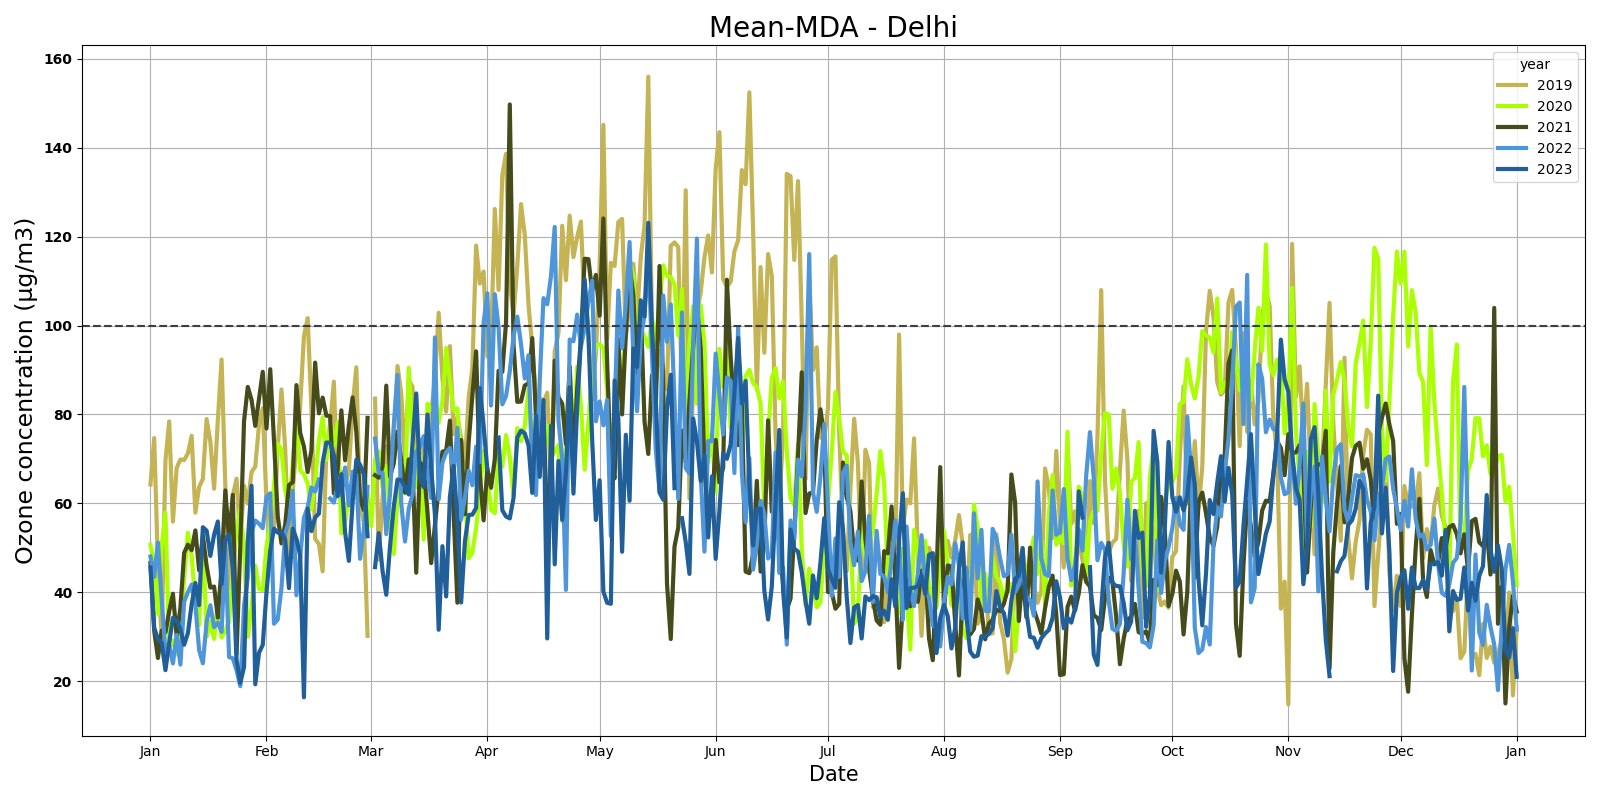 Mean-MDA - Delhi
Ozone concentration (µg/m3)
160
140
120
100
80
60
40
20
year
2019
2020
2021
2022
2023
Jan Feb Mar Apr May Jun Jul Aug Sep Oct Nov Dec Jan
Date